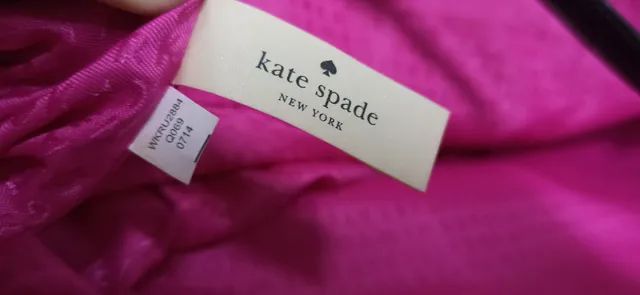 kate spade
NEW YORK
WKRU2884
Q069
0714